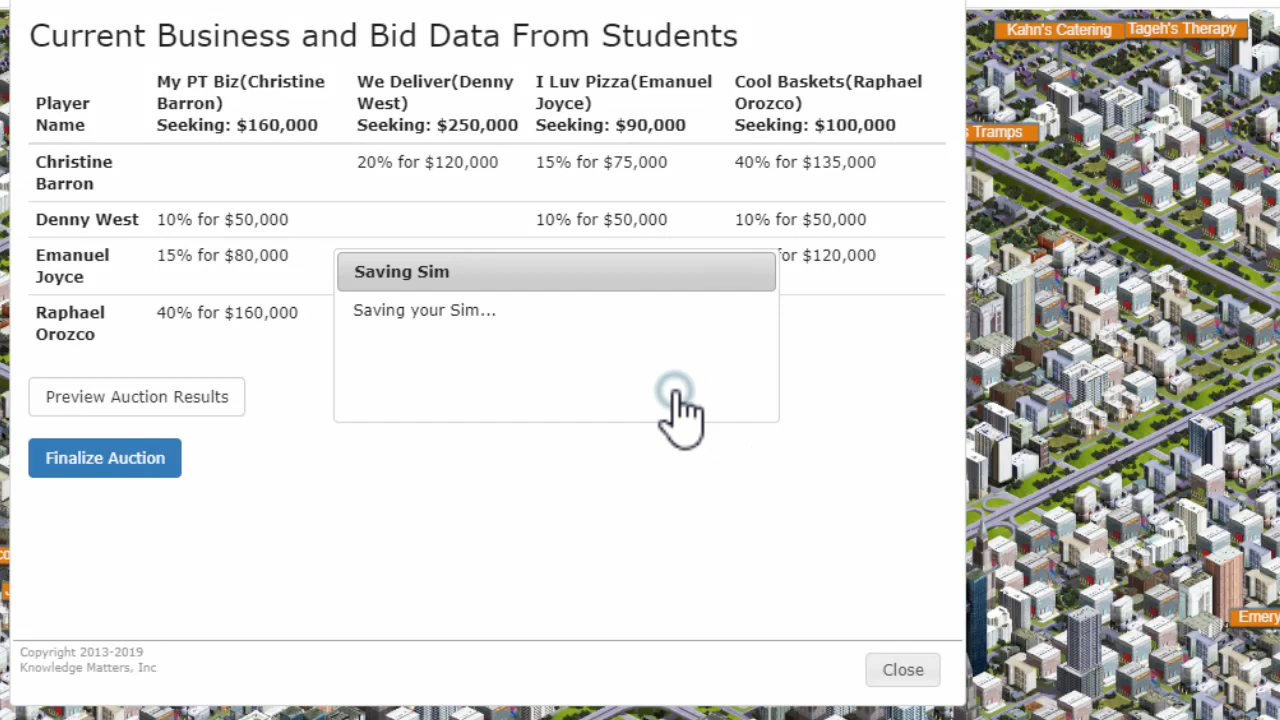 Current Business and Bid Data From Students
Kahn's Catering
Tageh's Therapy
Player Name
My PT Biz(Christine Barron)
Seeking: $160,000
We Deliver(Denny West)
Seeking: $250,000
I Luv Pizza(Emanuel Joyce)
Seeking: $90,000
Cool Baskets(Raphael Orozco)
Seeking: $100,000
Tramps
Christine Barron
20% for $120,000
15% for $75,000
40% for $135,000
Denny West
10% for $50,000
10% for $50,000
10% for $50,000
Emanuel Joyce
15% for $80,000
for $120,000
Raphael Orozco
40% for $160,000
Saving Sim
Saving your Sim...
Preview Auction Results
Finalize Auction
Emery
Copyright 2013-2019
Knowledge Matters, Inc
Close